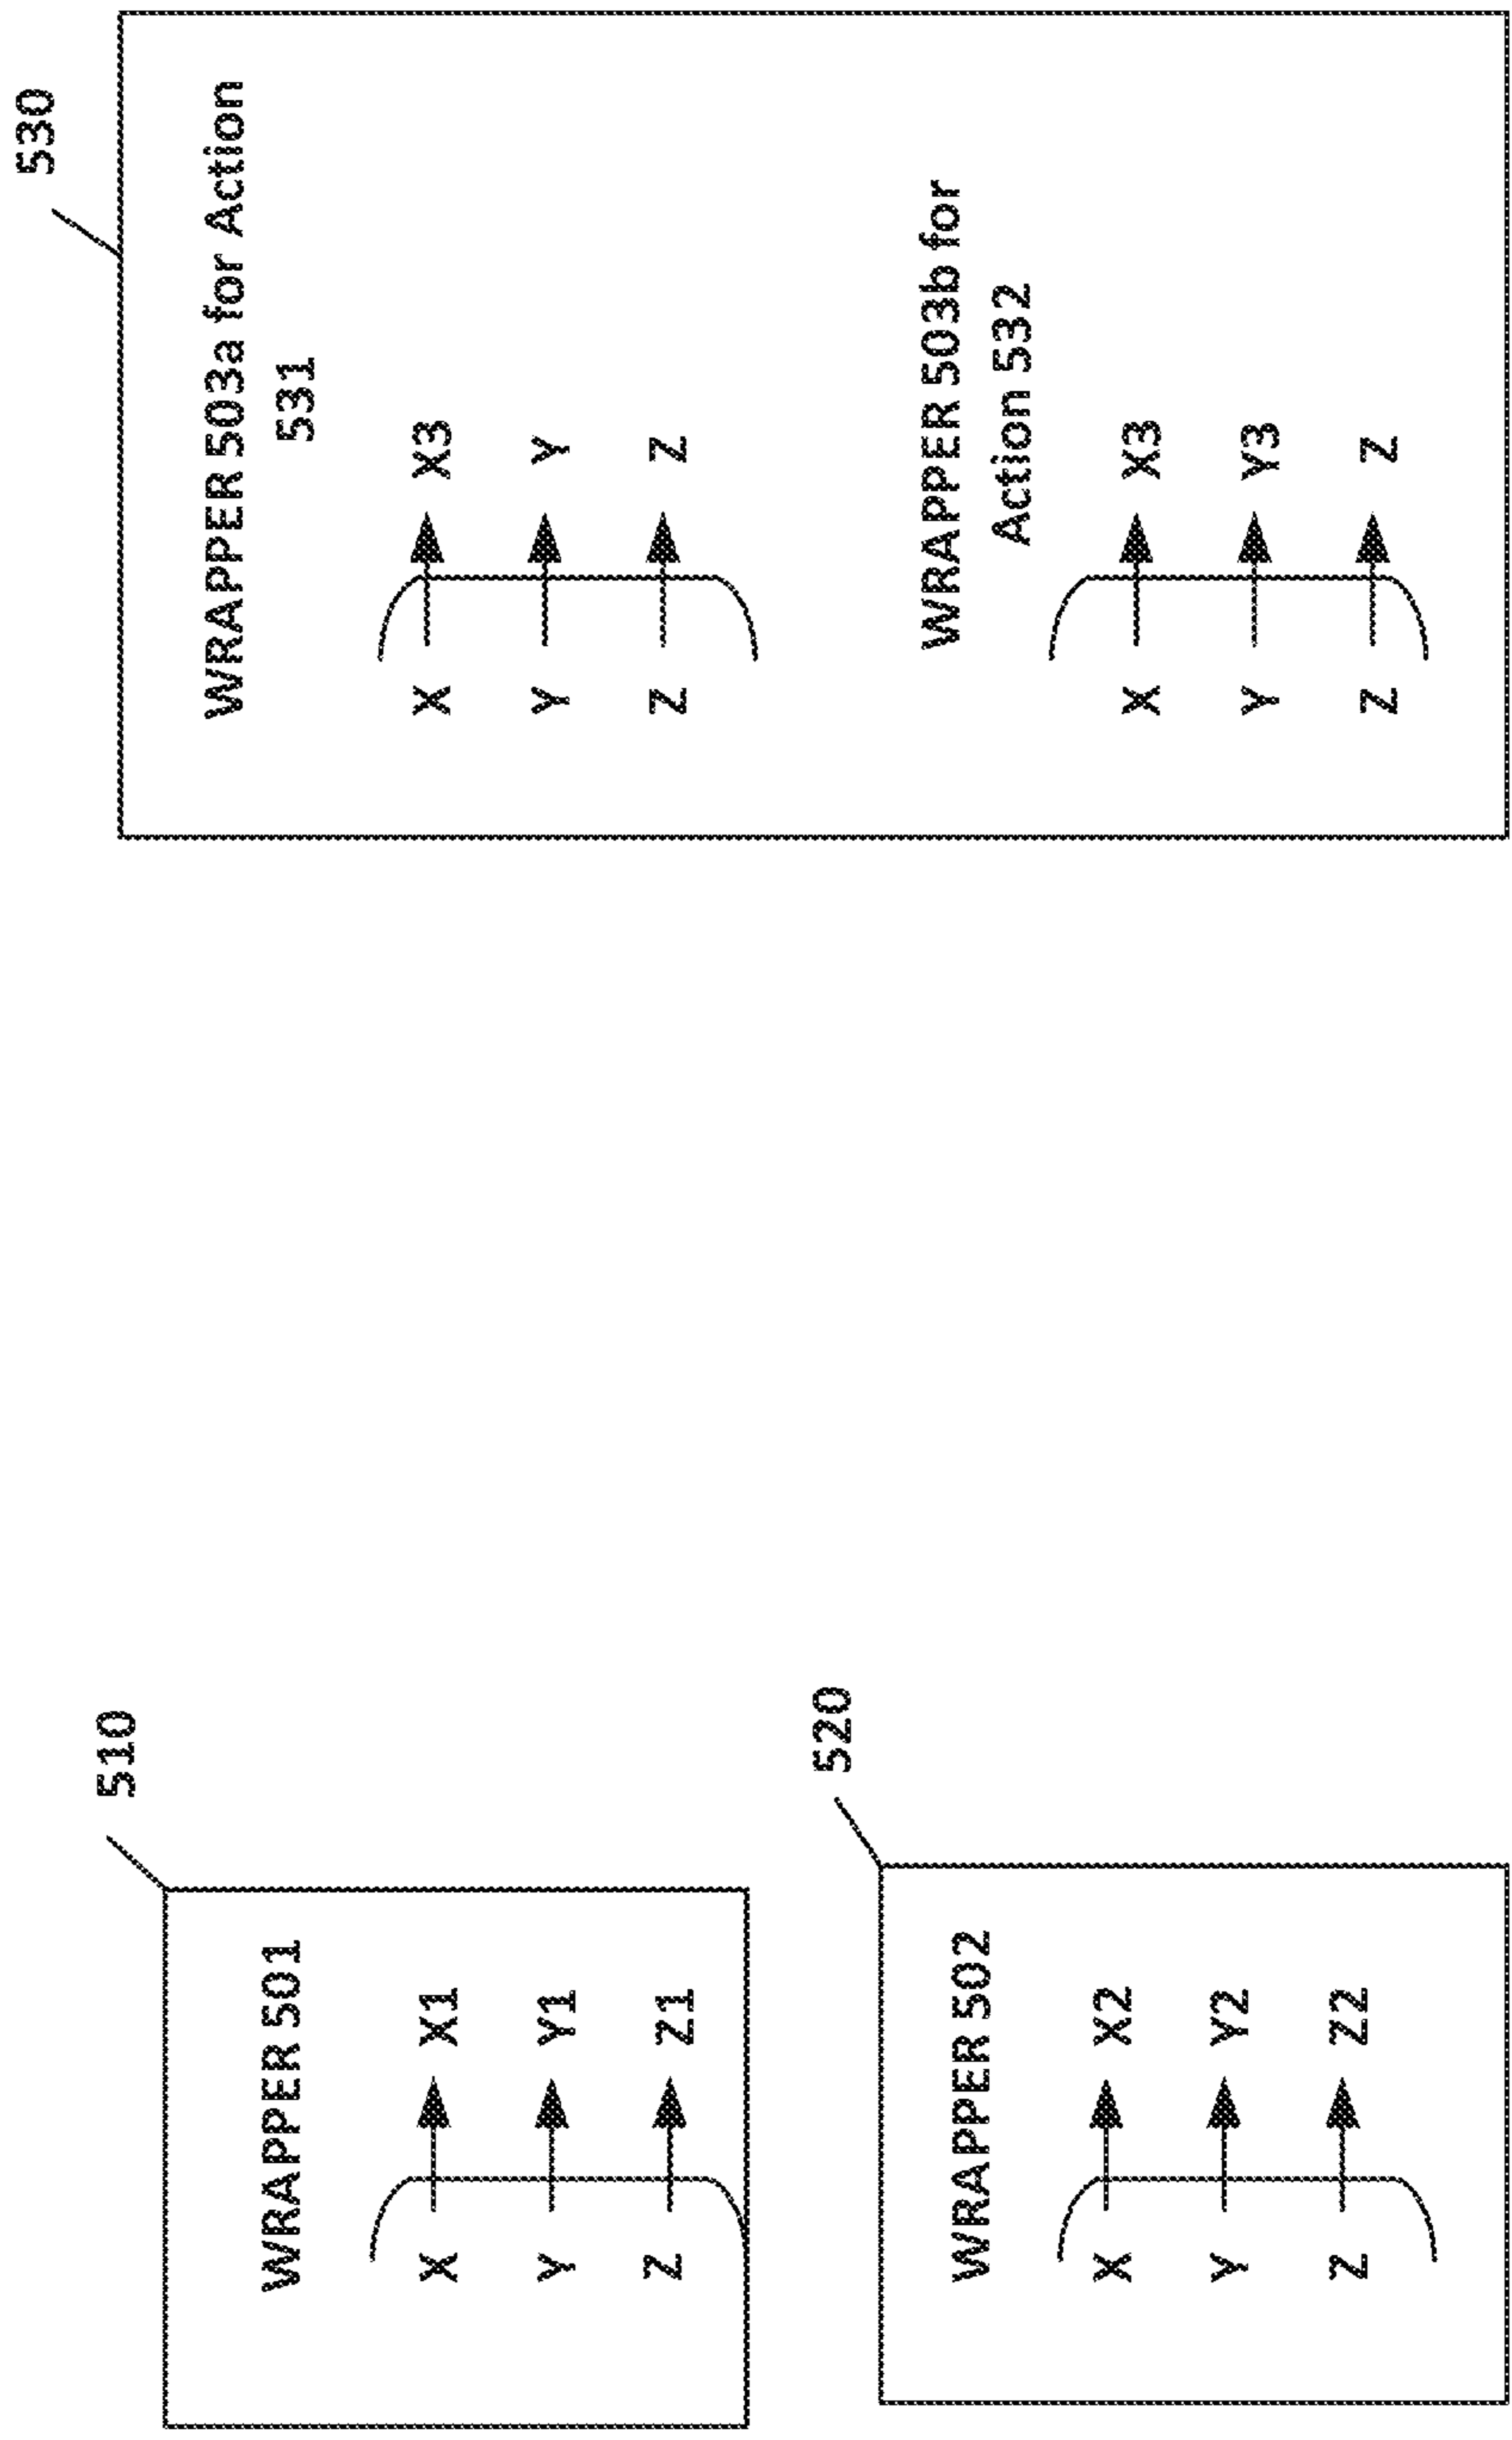 510
WRAPPER 501
X X1
Y Y1
Z Z1
520
WRAPPER 502
X X2
Y Y2
Z Z2
530
WRAPPER 503a for Action
531
X X3
Y Y
Z Z
WRAPPER 503b for
Action 532
X X3
Y Y3
Z Z